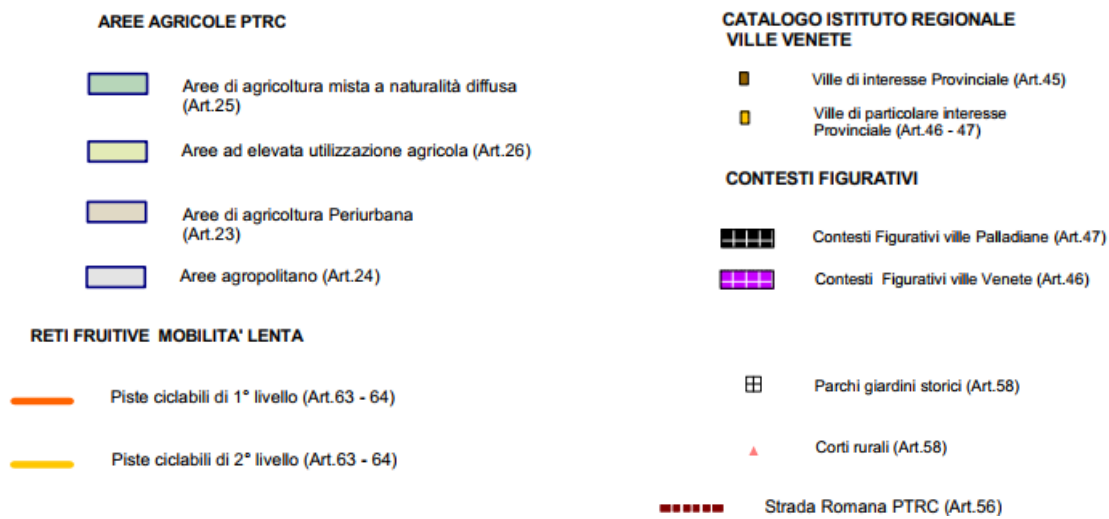 AREE AGRICOLE PTRC
Aree di agricoltura mista a naturalità diffusa
(Art.25)
Aree ad elevata utilizzazione agricola (Art.26)
Aree di agricoltura Periurbana
(Art.23)
Aree agropolitano (Art.24)
RETI FRUITIVE MOBILITA' LENTA
Piste ciclabili di 1° livello (Art.63 - 64)
Piste ciclabili di 2° livello (Art.63 - 64)
CATALOGO ISTITUTO REGIONALE
VILLE VENETE
Ville di interesse Provinciale (Art.45)
Ville di particolare interesse
Provinciale (Art.46 - 47)
CONTESTI FIGURATIVI
Contesti Figurativi ville Palladiane (Art.47)
Contesti Figurativi ville Venete (Art.46)
Parchi giardini storici (Art.58)
Corti rurali (Art.58)
Strada Romana PTRC (Art.56)